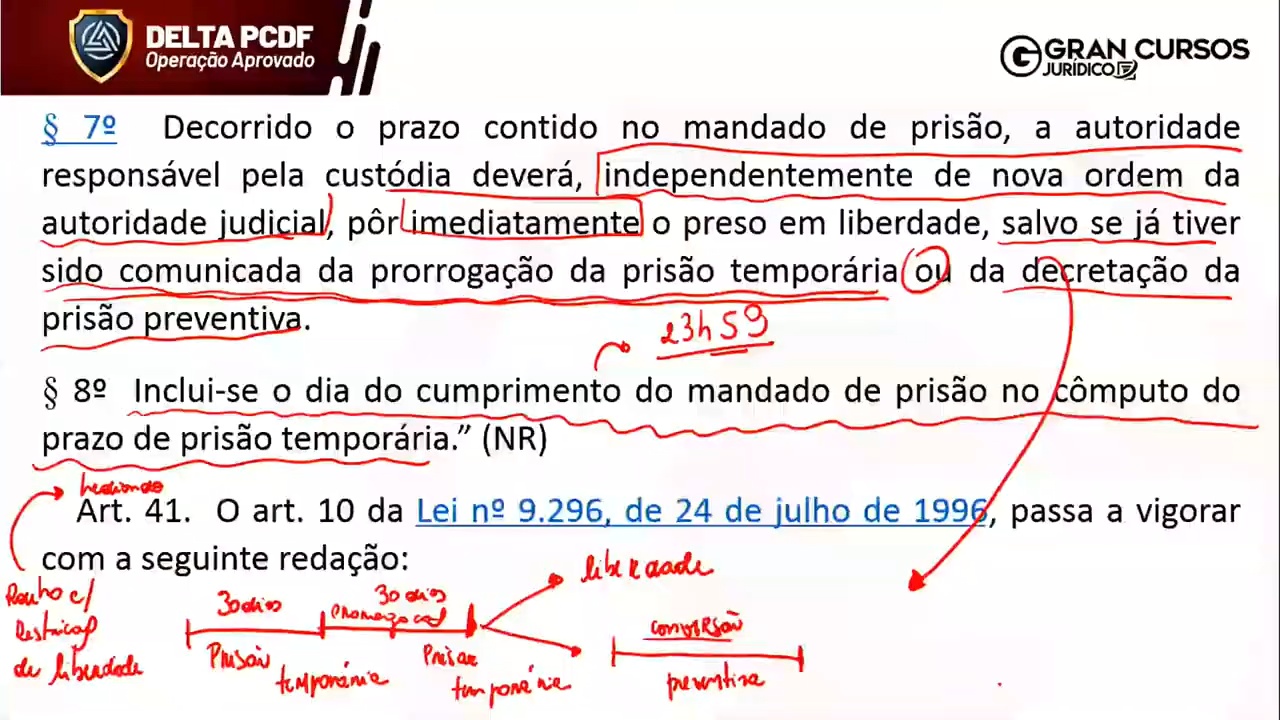 DELTA PCDF
Operação Aprovado
GRAN CURSOS
JURÍDICO
§ 7º Decorrido o prazo contido no mandado de prisão, a autoridade
responsável pela custódia deverá, independentemente de nova ordem da
autoridade judicial, pôr imediatamente o preso em liberdade, salvo se já tiver
sido comunicada da prorrogação da prisão temporária ou da decretação da
prisão preventiva.
23h59
§ 8º Inclui-se o dia do cumprimento do mandado de prisão no cômputo do
prazo de prisão temporária.” (NR)
hediondo
Art. 41. O art. 10 da Lei nº 9.296, de 24 de julho de 1996, passa a vigorar
com a seguinte redação:
liberdade
Roubo c/
Restrição
de liberdade
30 dias
Prisão
temporária
30 dias
prorrogação
Prisão
temporária
conversão
preventiva